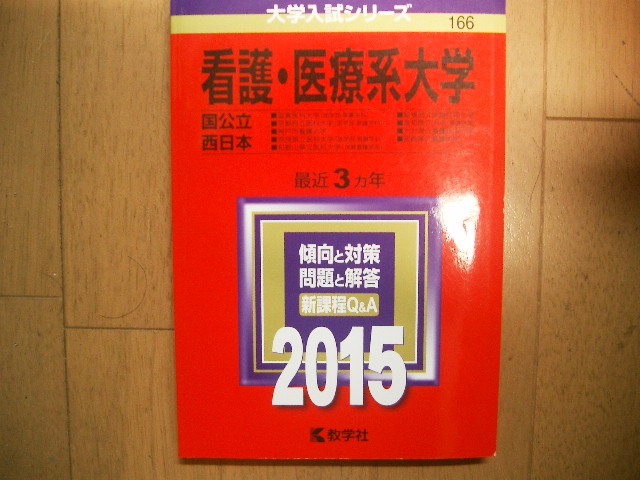 大学入試シリーズ
166
看護・医療系大学
国公立
西日本
最近3カ年
傾向と対策
問題と解答
新課程Q&A
2015
教学社